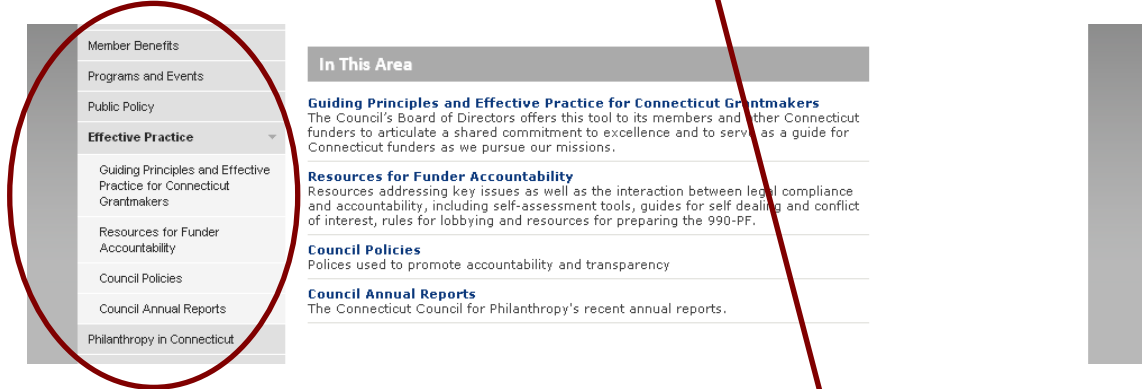 Member Benefits
Programs and Events
Public Policy
Effective Practice
Guiding Principles and Effective
Practice for Connecticut
Grantmakers
Resources for Funder
Accountability
Council Policies
Council Annual Reports
Philanthropy in Connecticut
In This Area
Guiding Principles and Effective Practice for Connecticut Grantmakers
The Council's Board of Directors offers this tool to its members and other Connecticut
funders to articulate a shared commitment to excellence and to serve as a guide for
Connecticut funders as we pursue our missions.
Resources for Funder Accountability
Resources addressing key issues as well as the interaction between legal compliance
and accountability, including self-assessment tools, guides for self dealing and conflict
of interest, rules for lobbying and resources for preparing the 990-PF.
Council Policies
Polices used to promote accountability and transparency
Council Annual Reports
The Connecticut Council for Philanthropy's recent annual reports.